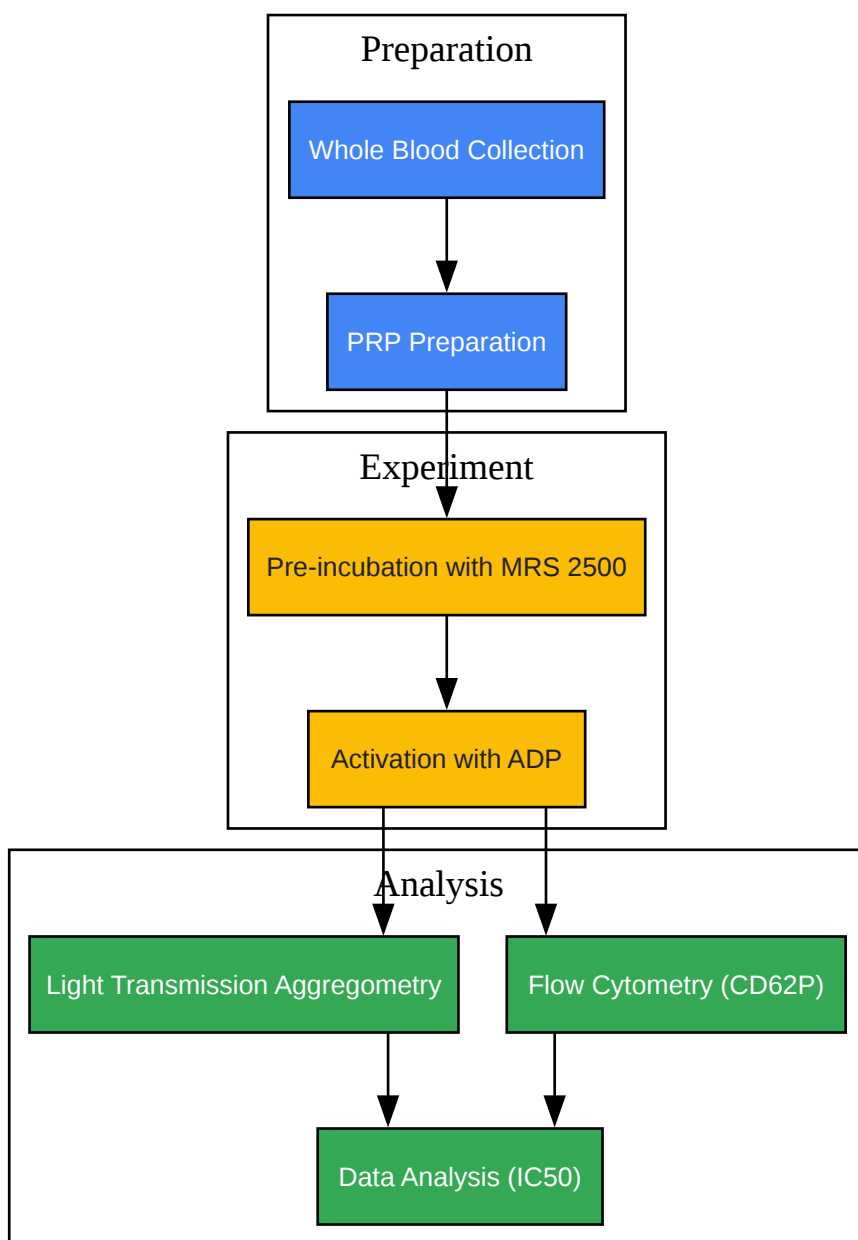 Preparation
Whole Blood Collection
PRP Preparation
Experiment
Pre-incubation with MRS 2500
Activation with ADP
Analysis
Light Transmission Aggregometry
Flow Cytometry (CD62P)
Data Analysis (IC50)